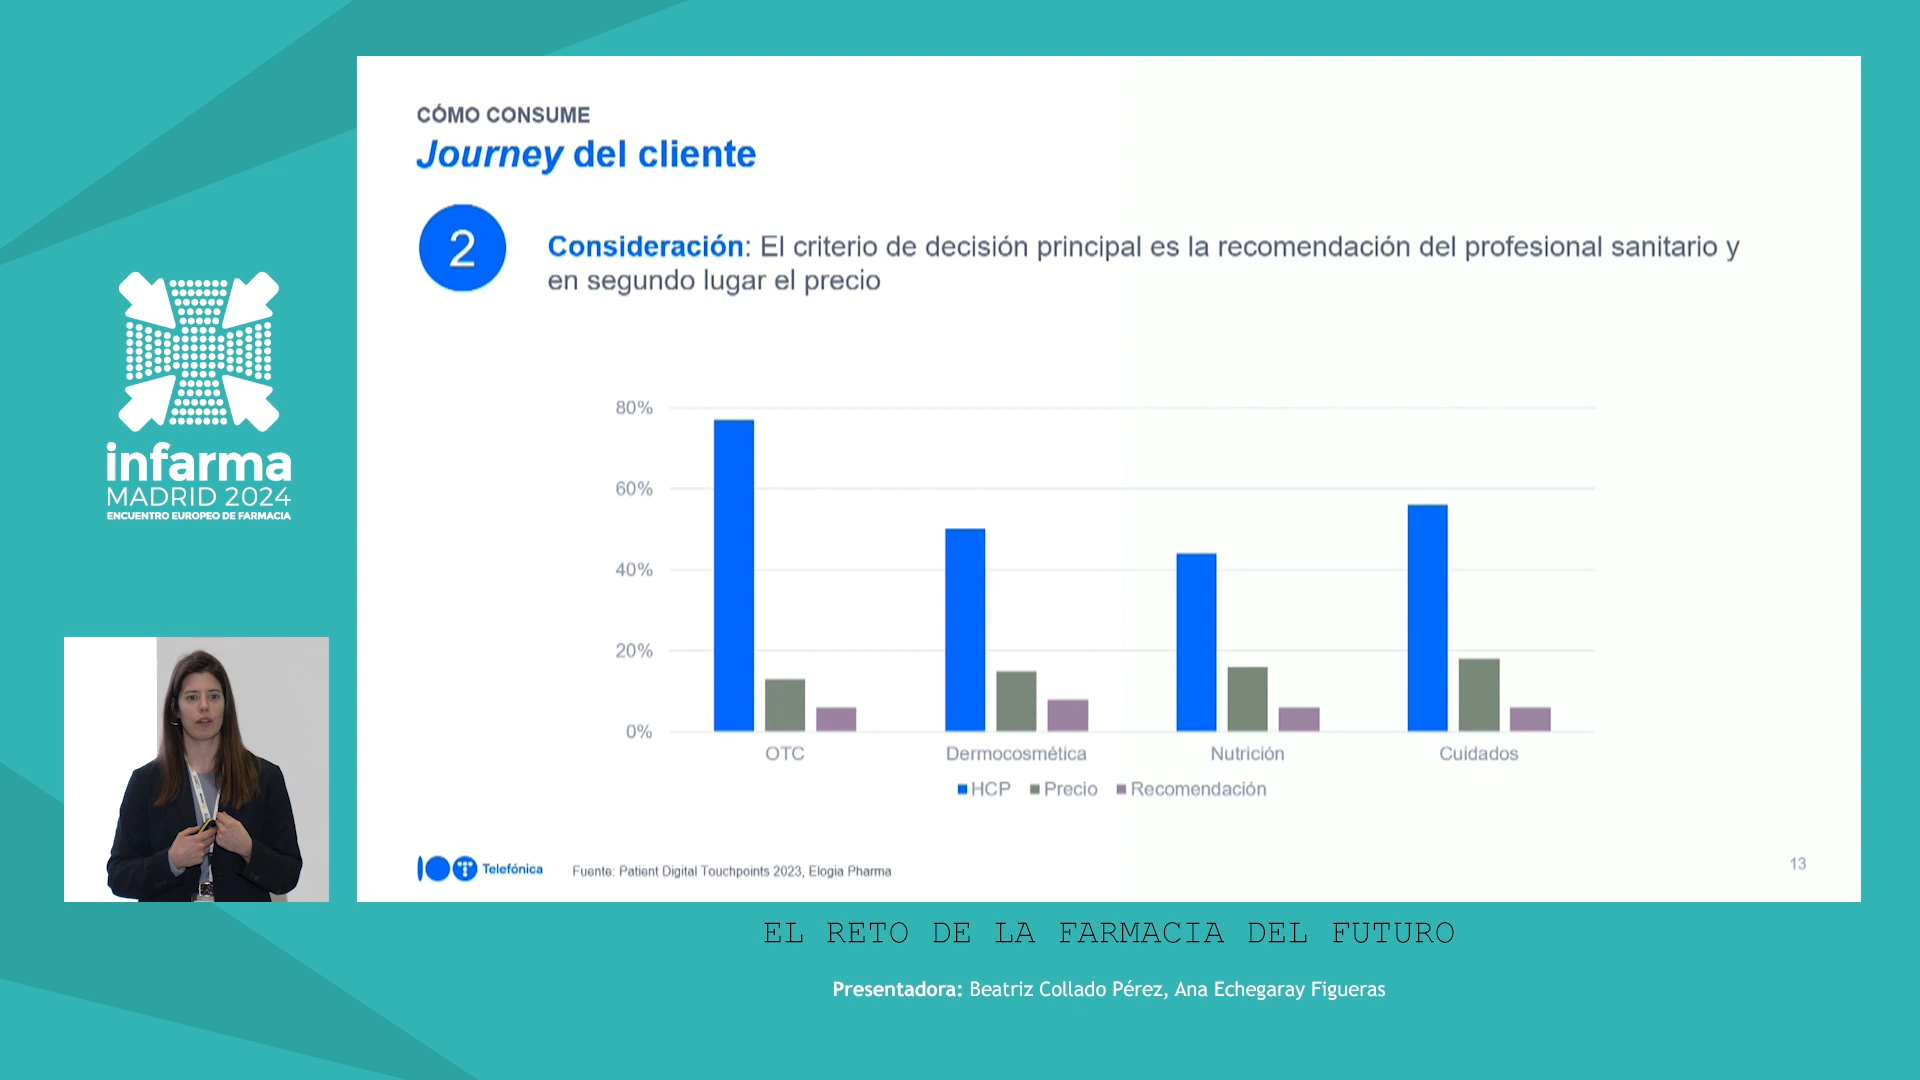 CÓMO CONSUME
Journey del cliente
2
Consideración: El criterio de decisión principal es la recomendación del profesional sanitario y
en segundo lugar el precio
infarma
MADRID 2024
ENCUENTRO EUROPEO DE FARMACIA
80%
60%
40%
20%
0%
OTC
Dermocosmética
Nutrición
Cuidados
HCP
Precio
Recomendación
Telefónica
Fuente: Patient Digital Touchpoints 2023, Elogia Pharma
13
EL RETO DE LA FARMACIA DEL FUTURO
Presentadora: Beatriz Collado Pérez, Ana Echegaray Figueras